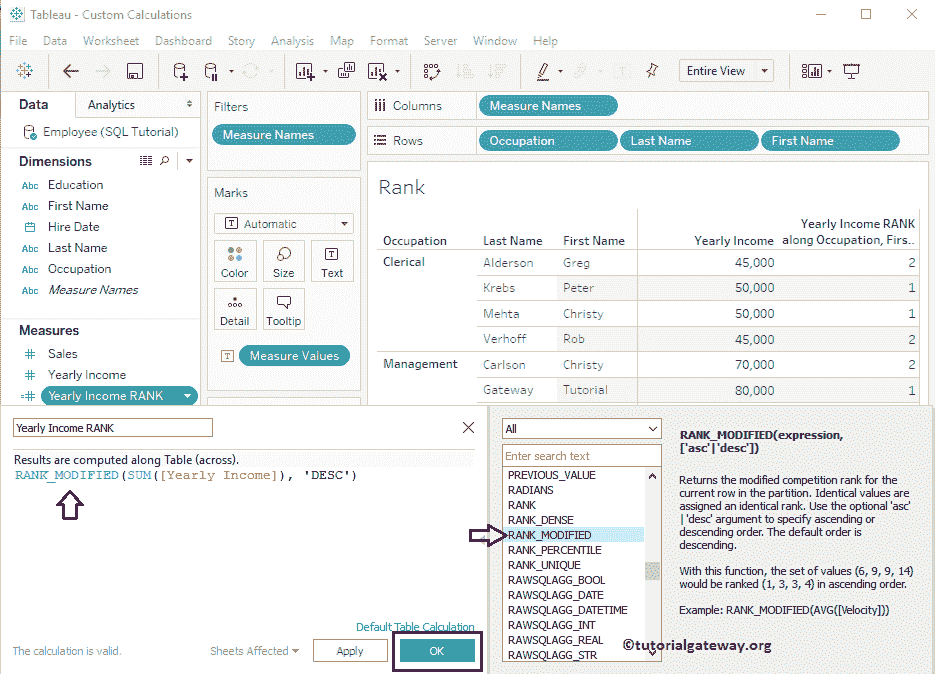 Tableau - Custom Calculations
File Data Worksheet Dashboard Story Analysis Map Format Server Window Help
Entire View
Data Analytics
Employee (SQL Tutorial)
Dimensions
Abc Education
Abc First Name
Hire Date
Abc Last Name
Abc Occupation
Abc Measure Names
Measures
# Sales
# Yearly Income
=# Yearly Income RANK
Filters
Measure Names
Marks
T Automatic
Color Size Text
Detail Tooltip
T Measure Values
Columns Measure Names
Rows Occupation Last Name First Name
Rank
Yearly Income RANK
Occupation Last Name First Name Yearly Income along Occupation, Firs..
Clerical Alderson Greg 45,000 2
Krebs Peter 50,000 1
Mehta Christy 50,000 1
Verhoff Rob 45,000 2
Management Carlson Christy 70,000 2
Gateway Tutorial 80,000 1
Yearly Income RANK
Results are computed along Table (across).
RANK_MODIFIED(SUM([Yearly Income]), 'DESC')
Default Table Calculation
The calculation is valid. Sheets Affected Apply OK
All
Enter search text
PREVIOUS_VALUE
RADIANS
RANK
RANK_DENSE
RANK_MODIFIED
RANK_PERCENTILE
RANK_UNIQUE
RAWSQLAGG_BOOL
RAWSQLAGG_DATE
RAWSQLAGG_DATETIME
RAWSQLAGG_INT
RAWSQLAGG_REAL
RAWSQLAGG_STR
RANK_MODIFIED(expression,
['asc'|'desc'])
Returns the modified competition rank for the
current row in the partition. Identical values are
assigned an identical rank. Use the optional 'asc'
| 'desc' argument to specify ascending or
descending order. The default order is
descending.
With this function, the set of values (6, 9, 9, 14)
would be ranked (1, 3, 3, 4) in ascending order.
Example: RANK_MODIFIED(AVG([Velocity]))
©tutorialgateway.org